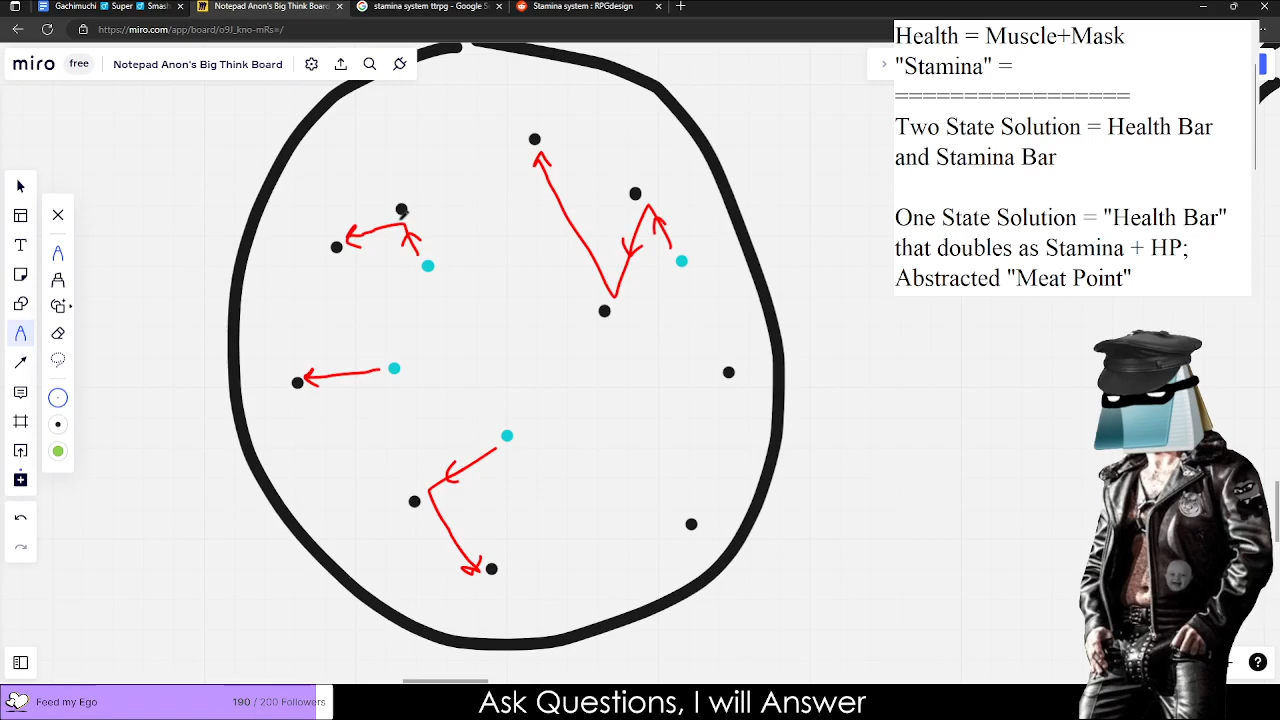 Gchimuchi
Super
Smash
Notepad Anon's Big Think Board
stamina system ttrpg - Google S
Stamina system : RPGdesign
https://miro.com/app/board/o9J_kno-mRs=/
miro
free
Notepad Anon's Big Think Board
Health = Muscle+Mask
"Stamina" =
=================
Two State Solution = Health Bar
and Stamina Bar
One State Solution = "Health Bar"
that doubles as Stamina + HP;
Abstracted "Meat Point"
Feed my Ego
190 / 200 Followers
Ask Questions, I will Answer